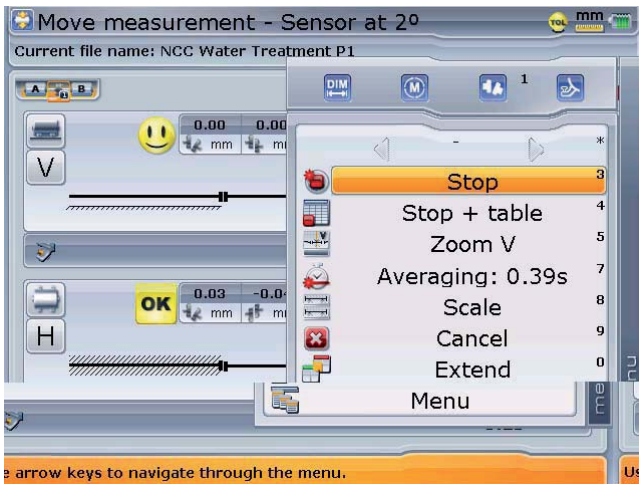 Move measurement - Sensor at 2º
TOL
mm
Current file name: NCC Water Treatment P1
A
B
DIM
M
1
- *
V
0.00 0.00
mm
Stop 3
Stop + table 4
Zoom V 5
Averaging: 0.39s 7
Scale 8
Cancel 9
Extend 0
Menu
H
OK
0.03
mm
arrow keys to navigate through the menu.